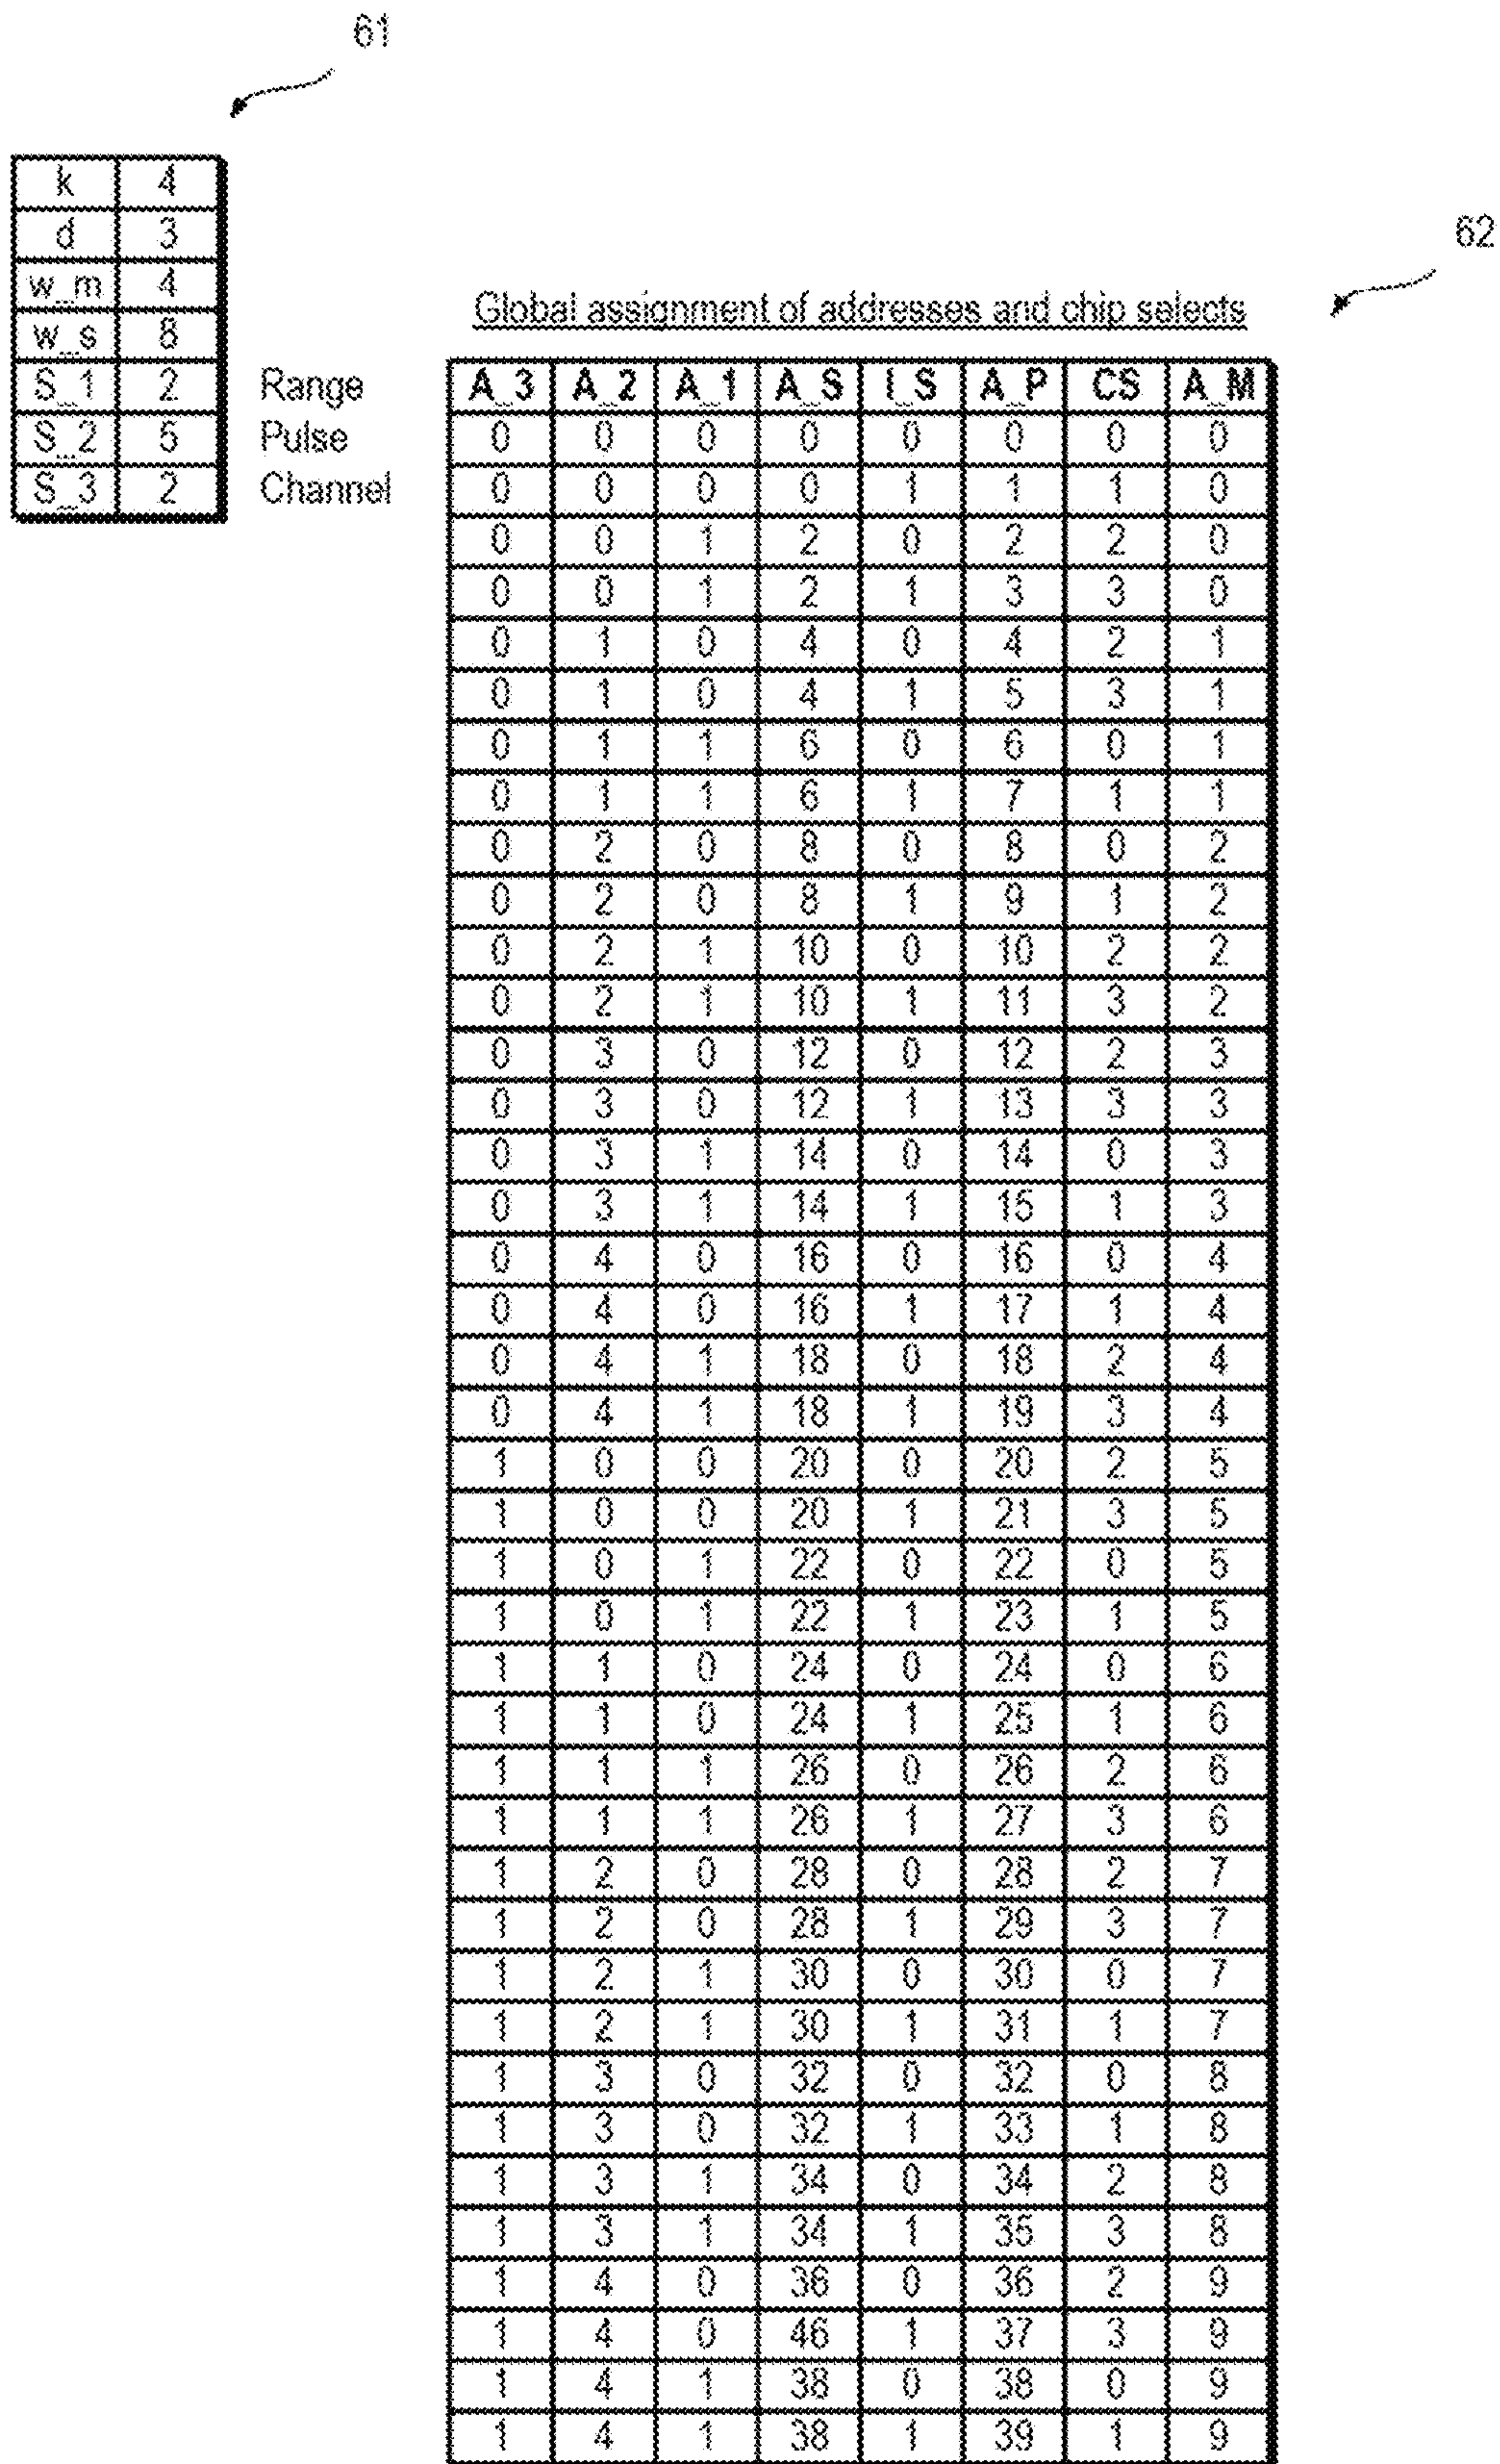 61
k 4
d 3
w_m 4
w_s 8
S_1 2 Range
S_2 5 Pulse
S_3 2 Channel
62
Global assignment of addresses and chip selects
A_3 A_2 A_1 A_S I_S A_P CS A_M
0 0 0 0 0 0 0 0
0 0 0 0 1 1 1 0
0 0 1 2 0 2 2 0
0 0 1 2 1 3 3 0
0 1 0 4 0 4 2 1
0 1 0 4 1 5 3 1
0 1 1 6 0 6 0 1
0 1 1 6 1 7 1 1
0 2 0 8 0 8 0 2
0 2 0 8 1 9 1 2
0 2 1 10 0 10 2 2
0 2 1 10 1 11 3 2
0 3 0 12 0 12 2 3
0 3 0 12 1 13 3 3
0 3 1 14 0 14 0 3
0 3 1 14 1 15 1 3
0 4 0 16 0 16 0 4
0 4 0 16 1 17 1 4
0 4 1 18 0 18 2 4
0 4 1 18 1 19 3 4
1 0 0 20 0 20 2 5
1 0 0 20 1 21 3 5
1 0 1 22 0 22 0 5
1 0 1 22 1 23 1 5
1 1 0 24 0 24 0 6
1 1 0 24 1 25 1 6
1 1 1 26 0 26 2 6
1 1 1 26 1 27 3 6
1 2 0 28 0 28 2 7
1 2 0 28 1 29 3 7
1 2 1 30 0 30 0 7
1 2 1 30 1 31 1 7
1 3 0 32 0 32 0 8
1 3 0 32 1 33 1 8
1 3 1 34 0 34 2 8
1 3 1 34 1 35 3 8
1 4 0 36 0 36 2 9
1 4 0 46 1 37 3 9
1 4 1 38 0 38 0 9
1 4 1 38 1 39 1 9